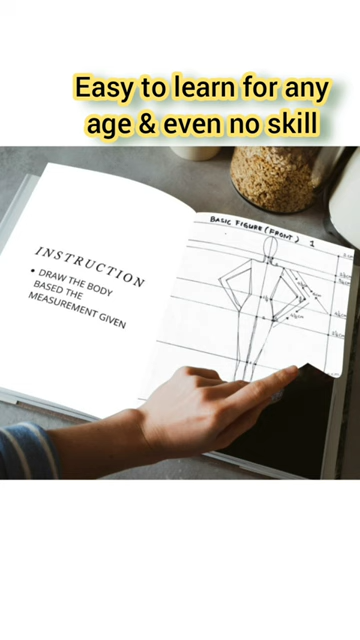 Easy to learn for any
age & even no skill
INSTRUCTION
• DRAW THE BODY
BASED THE
MEASUREMENT GIVEN
BASIC FIGURE (FRONT) 1